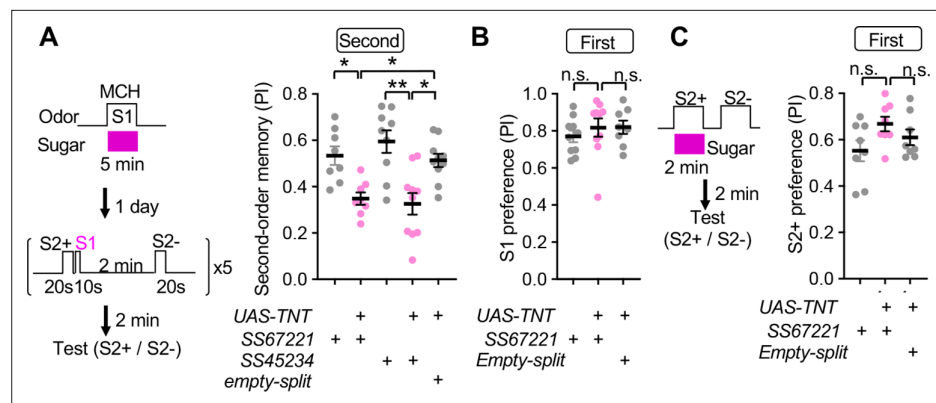 A
Second
MCH
Odor
S1
Sugar
5 min
1 day
S2+ S1
2 min
S2-
x5
20s 10s
20s
2 min
Test (S2+ / S2-)
Second-order memory (PI)
0.8
0.6
0.4
0.2
0.0
* *
** *
UAS-TNT + + +
SS67221 + +
SS45234 + +
empty-split +
B
First
n.s. n.s.
S1 preference (PI)
1.0
0.8
0.6
0.4
0.2
0.0
UAS-TNT + +
SS67221 + +
Empty-split +
C
First
S2+ S2-
Sugar
2 min
2 min
Test
(S2+ / S2-)
n.s. n.s.
S2+ preference (PI)
0.8
0.6
0.4
0.2
0.0
UAS-TNT + +
SS67221 + +
Empty-split +